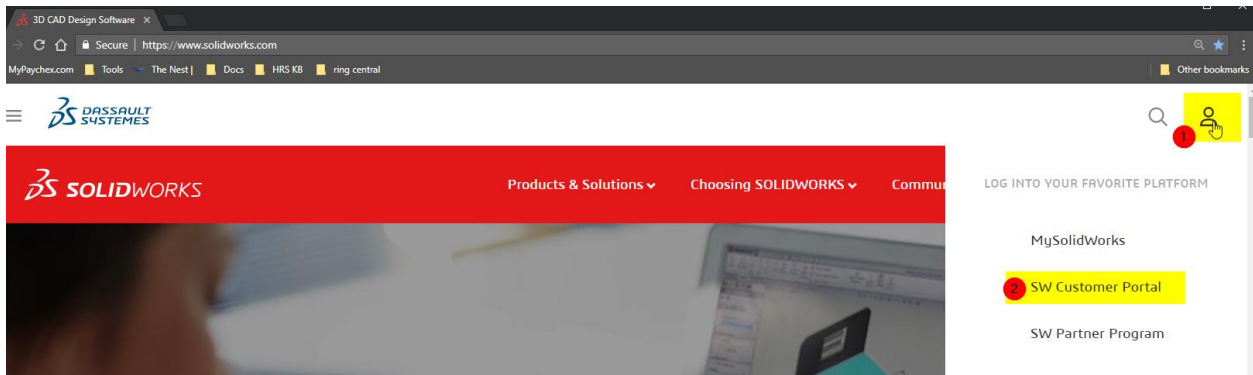 3D CAD Design Software
Secure | https://www.solidworks.com
MyPaychex.com Tools The Nest | Docs HRS KB ring central Other bookmarks
DASSAULT
SYSTEMES
1
SOLIDWORKS Products & Solutions Choosing SOLIDWORKS Commun LOG INTO YOUR FAVORITE PLATFORM
MySolidWorks
2 SW Customer Portal
SW Partner Program